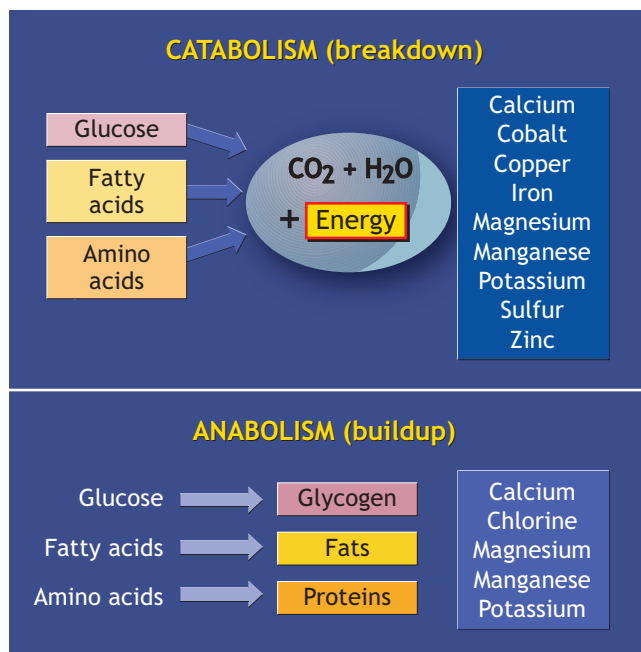 CATABOLISM (breakdown)
Glucose
Fatty
acids
Amino
acids
CO₂ + H₂O
+ Energy
Calcium
Cobalt
Copper
Iron
Magnesium
Manganese
Potassium
Sulfur
Zinc
ANABOLISM (buildup)
Glucose
Glycogen
Fatty acids
Fats
Amino acids
Proteins
Calcium
Chlorine
Magnesium
Manganese
Potassium